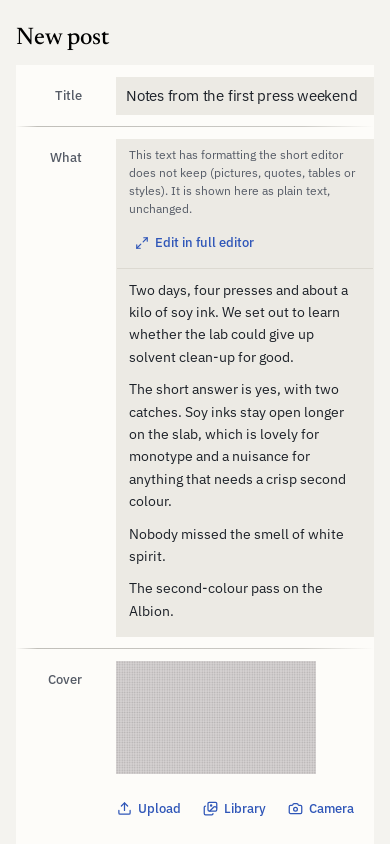 New post
Title
Notes from the first press weekend
What
This text has formatting the short editor
does not keep (pictures, quotes, tables or
styles). It is shown here as plain text,
unchanged.
Edit in full editor
Two days, four presses and about a
kilo of soy ink. We set out to learn
whether the lab could give up
solvent clean-up for good.
The short answer is yes, with two
catches. Soy inks stay open longer
on the slab, which is lovely for
monotype and a nuisance for
anything that needs a crisp second
colour.
Nobody missed the smell of white
spirit.
The second-colour pass on the
Albion.
Cover
Upload
Library
Camera